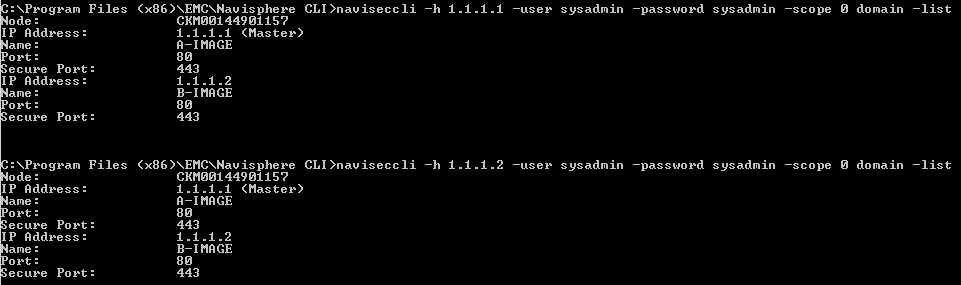 C:\Program Files (x86)\EMC\Navisphere CLI>naviseccli -h 1.1.1.1 -user sysadmin -password sysadmin -scope 0 domain -list
Node: CKM00144901157
IP Address: 1.1.1.1 (Master)
Name: A-IMAGE
Port: 80
Secure Port: 443
IP Address: 1.1.1.2
Name: B-IMAGE
Port: 80
Secure Port: 443
C:\Program Files (x86)\EMC\Navisphere CLI>naviseccli -h 1.1.1.2 -user sysadmin -password sysadmin -scope 0 domain -list
Node: CKM00144901157
IP Address: 1.1.1.1 (Master)
Name: A-IMAGE
Port: 80
Secure Port: 443
IP Address: 1.1.1.2
Name: B-IMAGE
Port: 80
Secure Port: 443